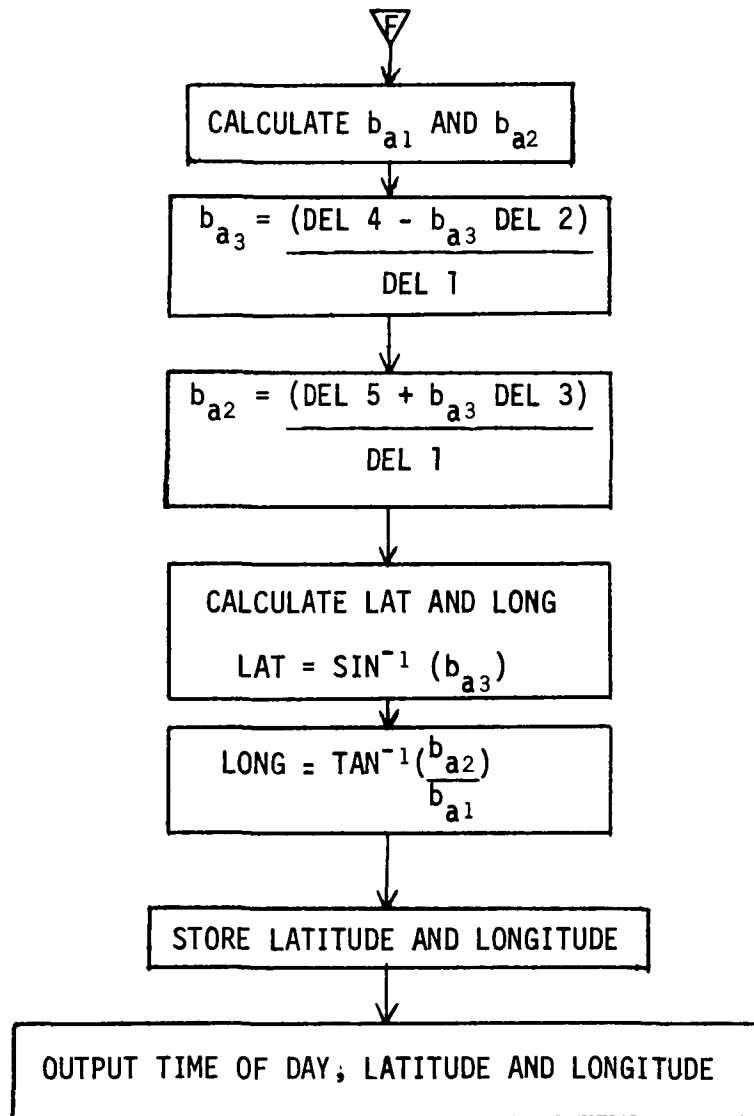 F
CALCULATE b_a1 AND b_a2
b_a3 = (DEL 4 - b_a3 DEL 2)
DEL 1
b_a2 = (DEL 5 + b_a3 DEL 3)
DEL 1
CALCULATE LAT AND LONG
LAT = SIN⁻¹ (b_a3)
LONG = TAN⁻¹(b_a2)
b_a1
STORE LATITUDE AND LONGITUDE
OUTPUT TIME OF DAY, LATITUDE AND LONGITUDE